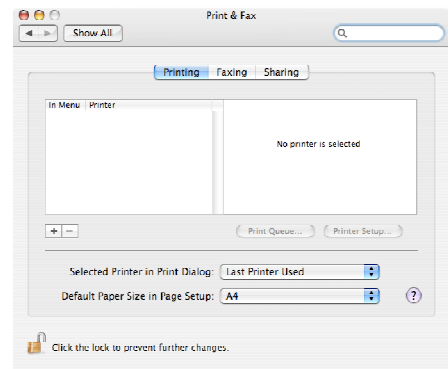 Print & Fax
Show All
Printing Faxing Sharing
In Menu Printer
No printer is selected
+ −
Print Queue... Printer Setup...
Selected Printer in Print Dialog: Last Printer Used
Default Paper Size in Page Setup: A4 ?
Click the lock to prevent further changes.